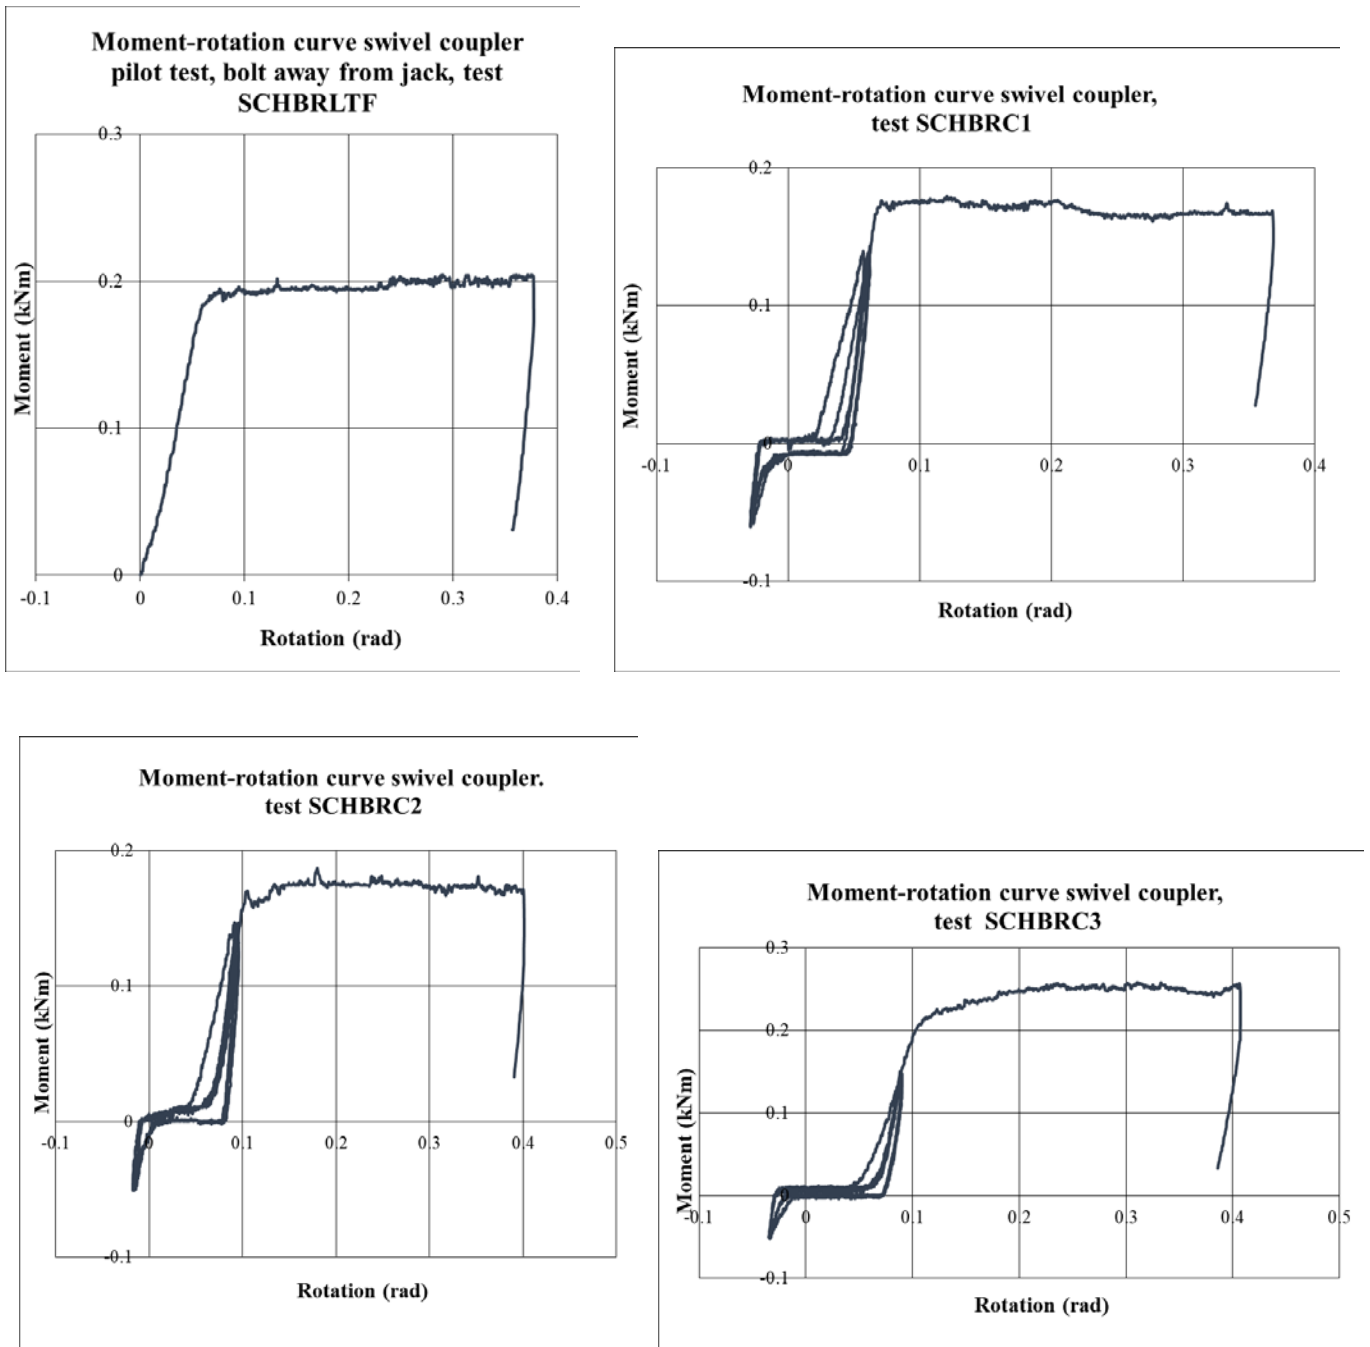 Moment-rotation curve swivel coupler
pilot test, bolt away from jack, test
SCHBRLTF
0.3
0.2
0.1
0
-0.1
0
0.1
0.2
0.3
0.4
Moment (kNm)
Rotation (rad)
Moment-rotation curve swivel coupler,
test SCHBRC1
0.2
0.1
0
-0.1
-0.1
0
0.1
0.2
0.3
0.4
Moment (kNm)
Rotation (rad)
Moment-rotation curve swivel coupler.
test SCHBRC2
0.2
0.1
0
-0.1
-0.1
0
0.1
0.2
0.3
0.4
0.5
Moment (kNm)
Rotation (rad)
Moment-rotation curve swivel coupler,
test SCHBRC3
0.3
0.2
0.1
0
-0.1
-0.1
0
0.1
0.2
0.3
0.4
0.5
Moment (kNm)
Rotation (rad)